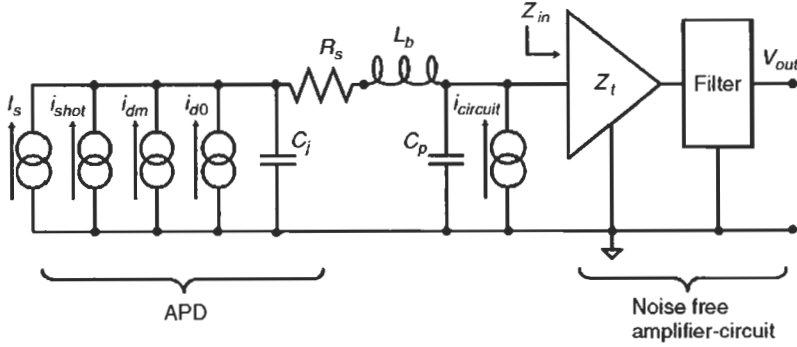 Z_in
R_s
L_b
I_s
i_shot
i_dm
i_d0
C_j
C_p
i_circuit
Z_t
Filter
V_out
APD
Noise free
amplifier-circuit